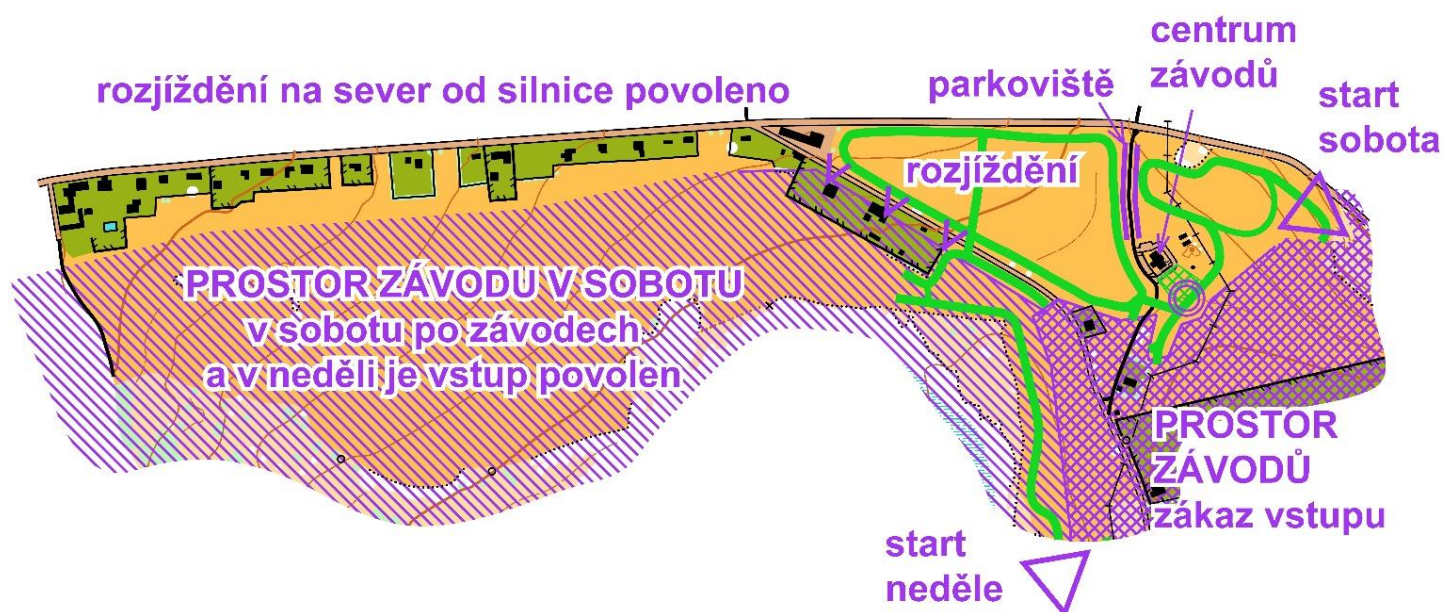 centrum
závodů
rozjíždění na sever od silnice povoleno
parkoviště
start
sobota
rozjíždění
PROSTOR ZÁVODU V SOBOTU
v sobotu po závodech
a v neděli je vstup povolen
PROSTOR
ZÁVODŮ
zákaz vstupu
start
neděle